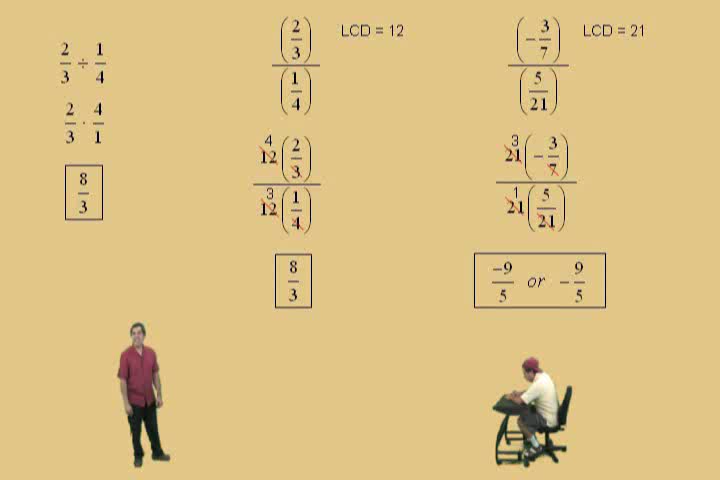 2/3 ÷ 1/4
2/3 · 4/1
8/3
(2/3)/(1/4) LCD = 12
4 3
12(2/3)/12(1/4)
8/3
(-3/7)/(5/21) LCD = 21
3 1
21(-3/7)/21(5/21)
-9/5 or -9/5